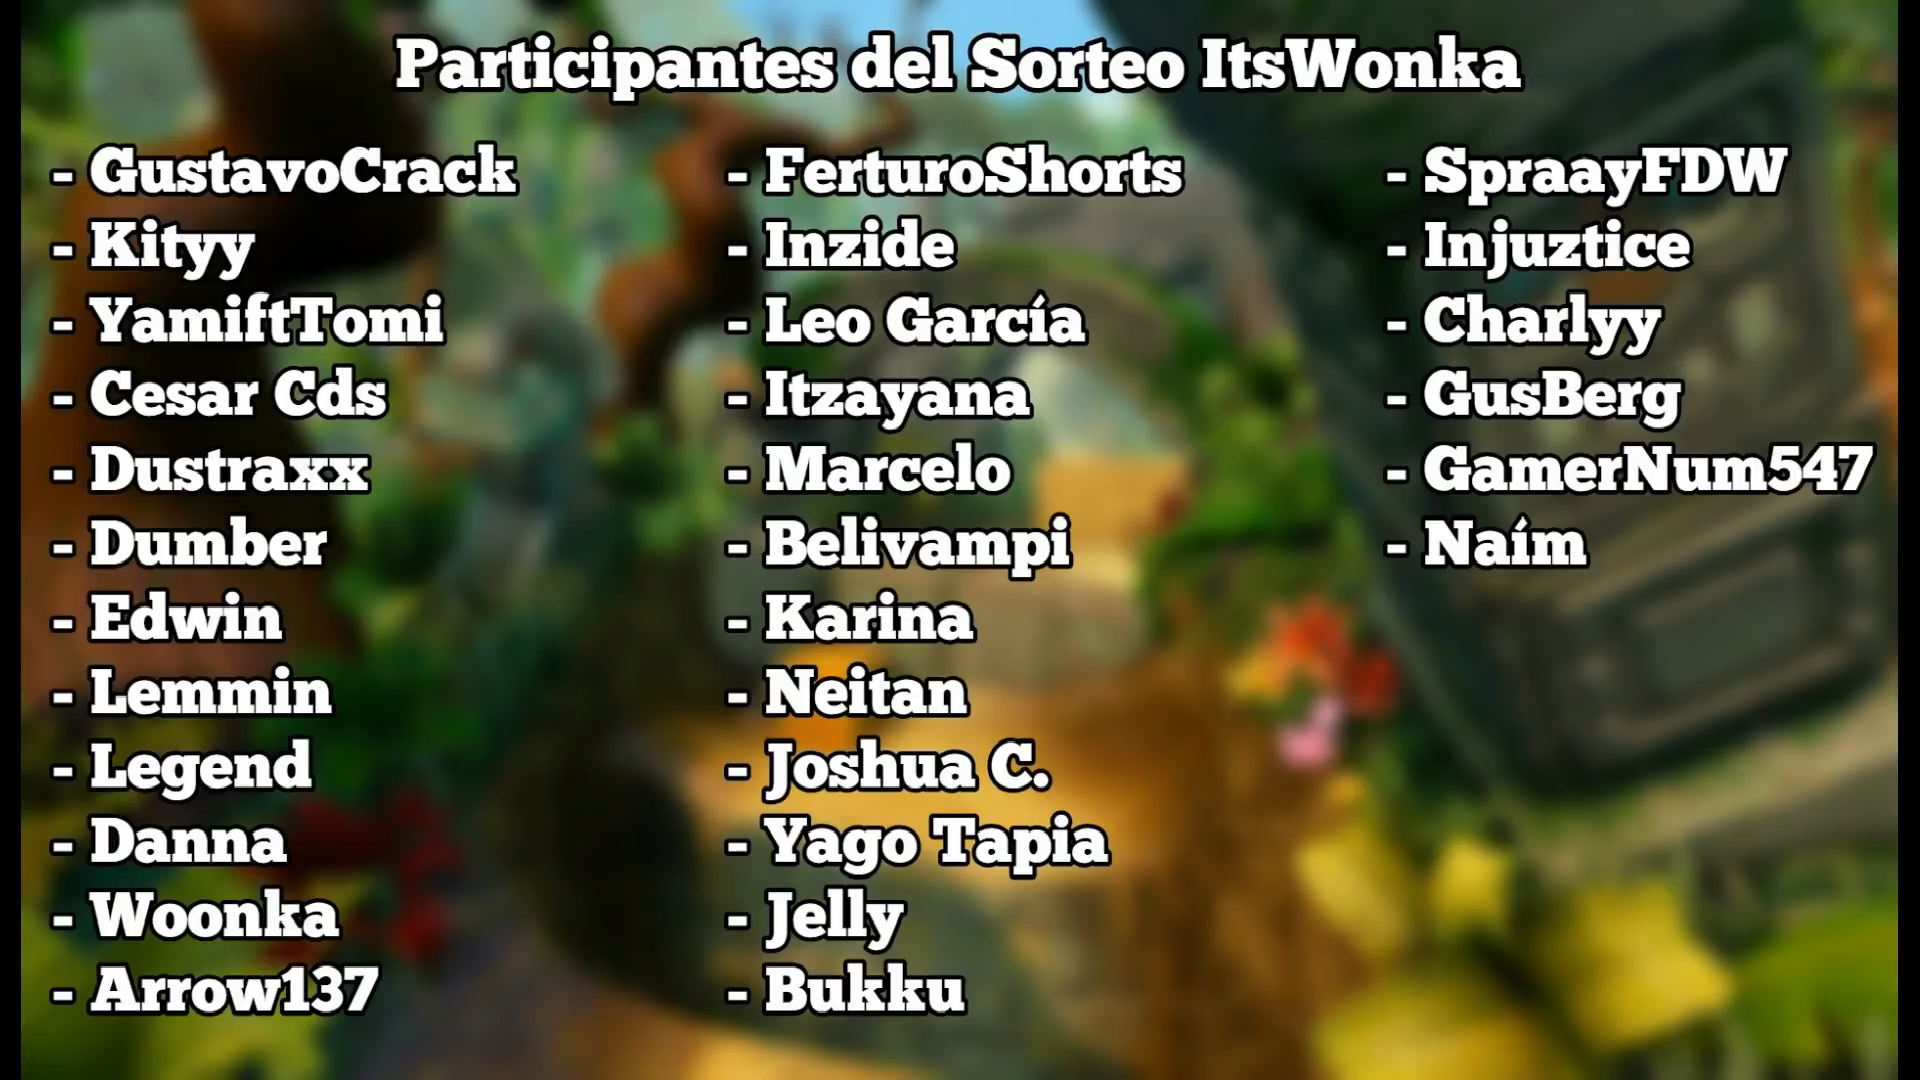 Participantes del Sorteo ItsWonka
- GustavoCrack
- Kityy
- YamiftTomi
- Cesar Cds
- Dustraxx
- Dumber
- Edwin
- Lemmin
- Legend
- Danna
- Woonka
- Arrow137
- FerturoShorts
- Inzide
- Leo García
- Itzayana
- Marcelo
- Belivampi
- Karina
- Neitan
- Joshua C.
- Yago Tapia
- Jelly
- Bukku
- SpraayFDW
- Injuztice
- Charlyy
- GusBerg
- GamerNum547
- Naím